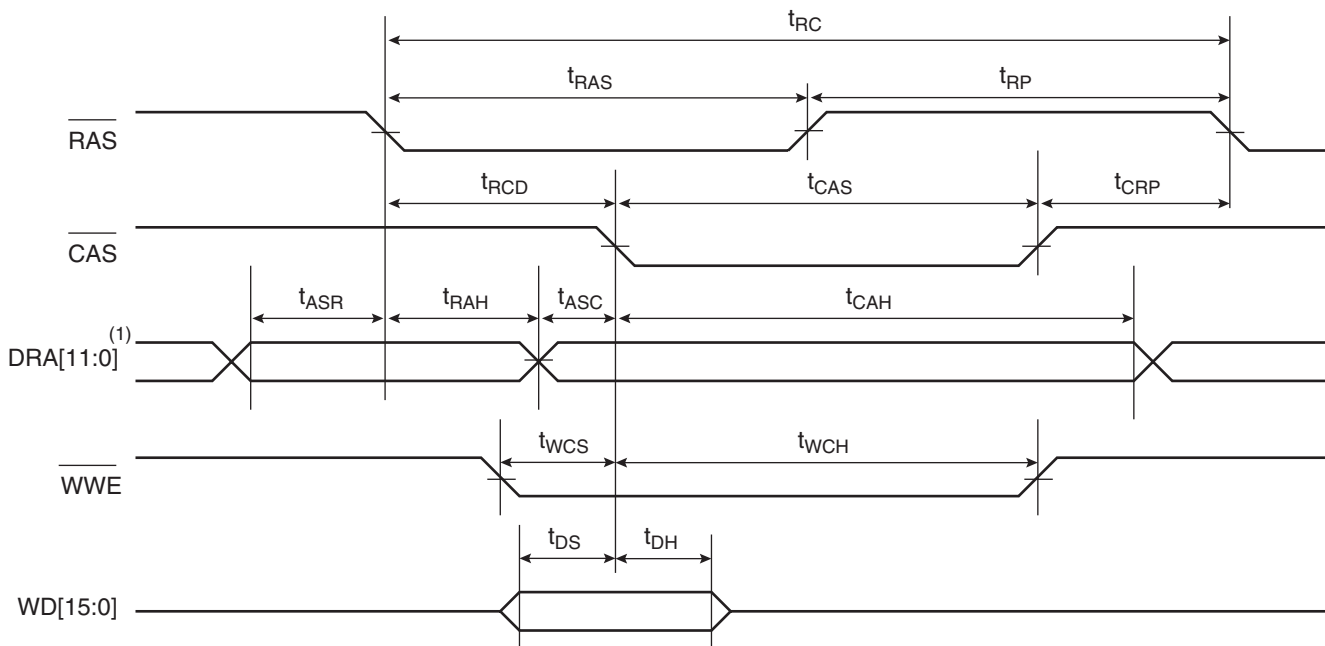 tRC
tRAS tRP
RAS
tRCD tCAS tCRP
CAS
tASR tRAH tASC tCAH
DRA[11:0](1)
tWCS tWCH
WWE
tDS tDH
WD[15:0]